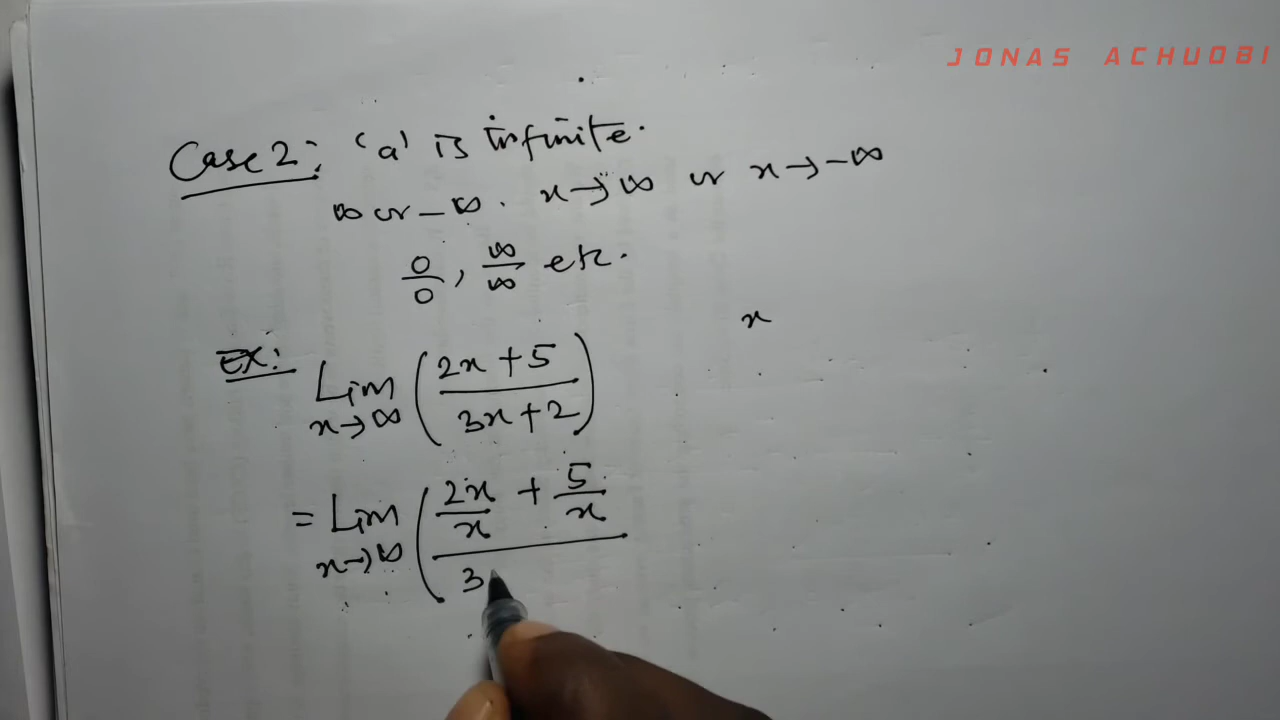 JONAS ACHUOBI
Case 2: 'a' is infinite.
∞ or -∞. x→∞ or x→-∞
0/0, ∞/∞ etc.
x
EX: Lim x→∞ ((2x+5)/(3x+2))
= Lim x→∞ ((2x/x + 5/x)/(3